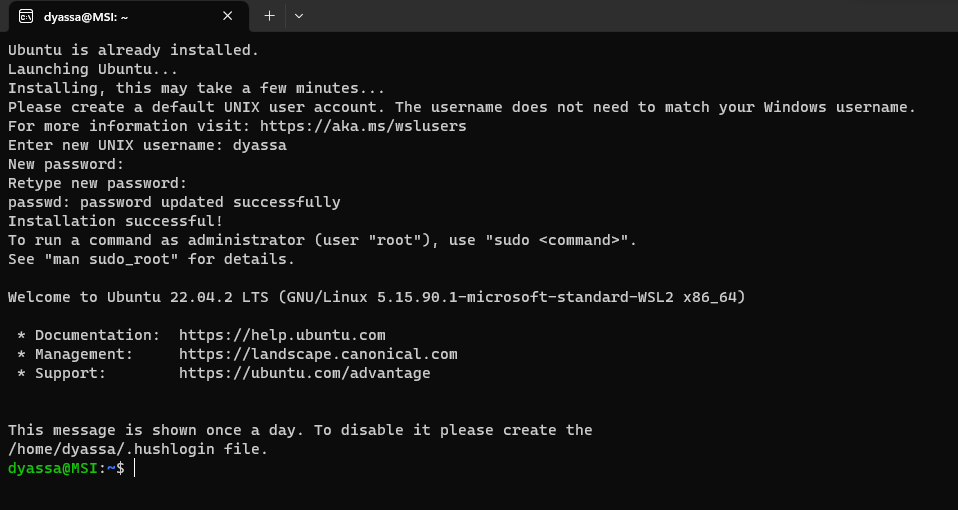 dyassa@MSI: ~
Ubuntu is already installed.
Launching Ubuntu...
Installing, this may take a few minutes...
Please create a default UNIX user account. The username does not need to match your Windows username.
For more information visit: https://aka.ms/wslusers
Enter new UNIX username: dyassa
New password:
Retype new password:
passwd: password updated successfully
Installation successful!
To run a command as administrator (user "root"), use "sudo <command>".
See "man sudo_root" for details.
Welcome to Ubuntu 22.04.2 LTS (GNU/Linux 5.15.90.1-microsoft-standard-WSL2 x86_64)
* Documentation:  https://help.ubuntu.com
* Management:     https://landscape.canonical.com
* Support:        https://ubuntu.com/advantage
This message is shown once a day. To disable it please create the
/home/dyassa/.hushlogin file.
dyassa@MSI:~$